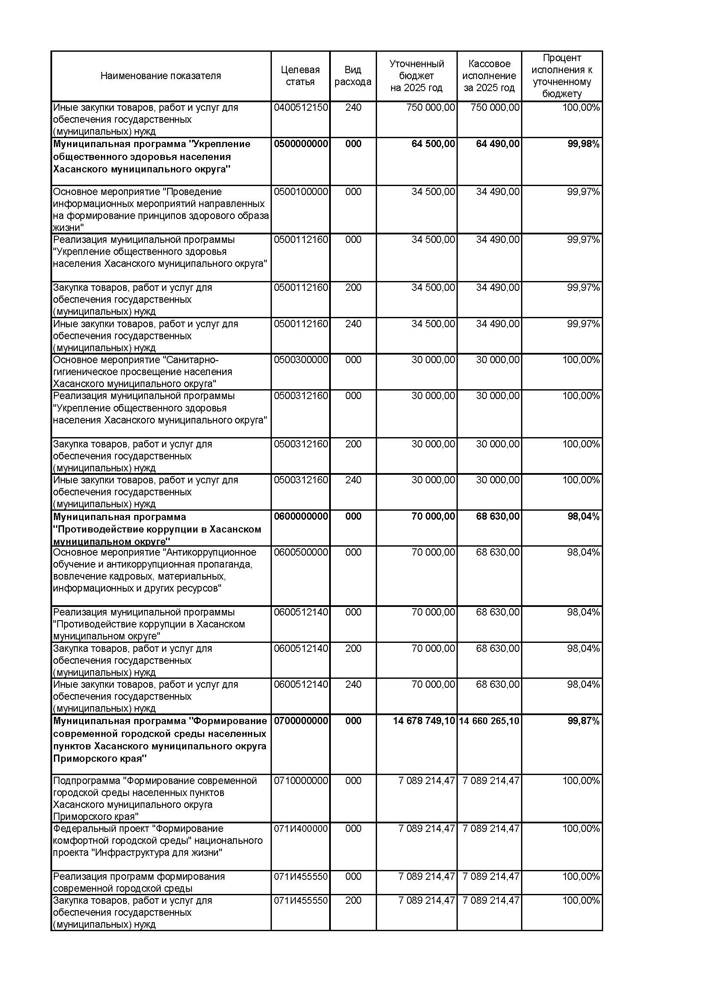 Наименование показателя
Целевая
статья
Вид
расхода
Уточненный
бюджет
на 2025 год
Кассовое
исполнение
за 2025 год
Процент
исполнения к
уточненному
бюджету
Иные закупки товаров, работ и услуг для 0400512150 240 750 000,00 750 000,00 100,00%
обеспечения государственных
(муниципальных) нужд
Муниципальная программа "Укрепление 0500000000 000 64 500,00 64 490,00 99,98%
общественного здоровья населения
Хасанского муниципального округа"
Основное мероприятие "Проведение 0500100000 000 34 500,00 34 490,00 99,97%
информационных мероприятий направленных
на формирование принципов здорового образа
жизни"
Реализация муниципальной программы 0500112160 000 34 500,00 34 490,00 99,97%
"Укрепление общественного здоровья
населения Хасанского муниципального округа"
Закупка товаров, работ и услуг для 0500112160 200 34 500,00 34 490,00 99,97%
обеспечения государственных
(муниципальных) нужд
Иные закупки товаров, работ и услуг для 0500112160 240 34 500,00 34 490,00 99,97%
обеспечения государственных
(муниципальных) нужд
Основное мероприятие "Санитарно- 0500300000 000 30 000,00 30 000,00 100,00%
гигиеническое просвещение населения
Хасанского муниципального округа"
Реализация муниципальной программы 0500312160 000 30 000,00 30 000,00 100,00%
"Укрепление общественного здоровья
населения Хасанского муниципального округа"
Закупка товаров, работ и услуг для 0500312160 200 30 000,00 30 000,00 100,00%
обеспечения государственных
(муниципальных) нужд
Иные закупки товаров, работ и услуг для 0500312160 240 30 000,00 30 000,00 100,00%
обеспечения государственных
(муниципальных) нужд
Муниципальная программа 0600000000 000 70 000,00 68 630,00 98,04%
"Противодействие коррупции в Хасанском
муниципальном округе"
Основное мероприятие "Антикоррупционное 0600500000 000 70 000,00 68 630,00 98,04%
обучение и антикоррупционная пропаганда,
вовлечение кадровых, материальных,
информационных и других ресурсов"
Реализация муниципальной программы 0600512140 000 70 000,00 68 630,00 98,04%
"Противодействие коррупции в Хасанском
муниципальном округе"
Закупка товаров, работ и услуг для 0600512140 200 70 000,00 68 630,00 98,04%
обеспечения государственных
(муниципальных) нужд
Иные закупки товаров, работ и услуг для 0600512140 240 70 000,00 68 630,00 98,04%
обеспечения государственных
(муниципальных) нужд
Муниципальная программа "Формирование 0700000000 000 14 678 749,10 14 660 265,10 99,87%
современной городской среды населенных
пунктов Хасанского муниципального округа
Приморского края"
Подпрограмма "Формирование современной 0710000000 000 7 089 214,47 7 089 214,47 100,00%
городской среды населенных пунктов
Хасанского муниципального округа
Приморского края"
Федеральный проект "Формирование 071И400000 000 7 089 214,47 7 089 214,47 100,00%
комфортной городской среды" национального
проекта "Инфраструктура для жизни"
Реализация программ формирования 071И455550 000 7 089 214,47 7 089 214,47 100,00%
современной городской среды
Закупка товаров, работ и услуг для 071И455550 200 7 089 214,47 7 089 214,47 100,00%
обеспечения государственных
(муниципальных) нужд